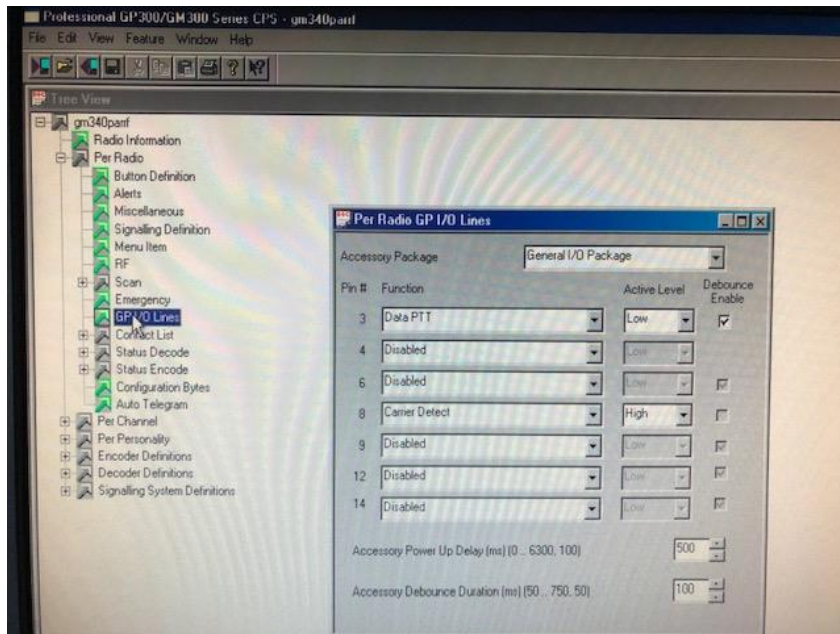 Professional GP300/GM300 Series CPS - gm340panf
File Edit View Feature Window Help
Tree View
gm340panf
Radio Information
Per Radio
Button Definition
Alerts
Miscellaneous
Signalling Definition
Menu Item
RF
Scan
Emergency
GP I/O Lines
Contact List
Status Decode
Status Encode
Configuration Bytes
Auto Telegram
Per Channel
Per Personality
Encoder Definitions
Decoder Definitions
Signalling System Definitions
Per Radio GP I/O Lines
Accessory Package General I/O Package
Pin # Function Active Level Debounce Enable
3 Data PTT Low
4 Disabled Low
6 Disabled Low
8 Carrier Detect High
9 Disabled Low
12 Disabled Low
14 Disabled Low
Accessory Power Up Delay (ms) (0 .. 6300, 100) 500
Accessory Debounce Duration (ms) (50 .. 750, 50) 100